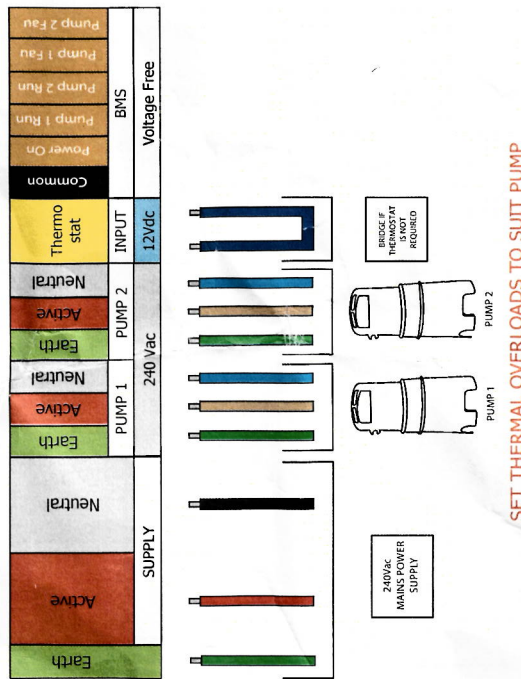 Earth
Active
Neutral
Earth
Active
Neutral
Earth
Active
Neutral
Thermo
stat
Common
Power On
Pump 1 Run
Pump 2 Run
Pump 1 Fau
Pump 2 Fau
SUPPLY
PUMP 1
PUMP 2
INPUT
BMS
240 Vac
12Vdc
Voltage Free
240Vac
MAINS POWER
SUPPLY
PUMP 1
PUMP 2
BRIDGE IF
THERMOSTAT
IS NOT
REQUIRED
SET THERMAL OVERLOADS TO SUIT PUMP